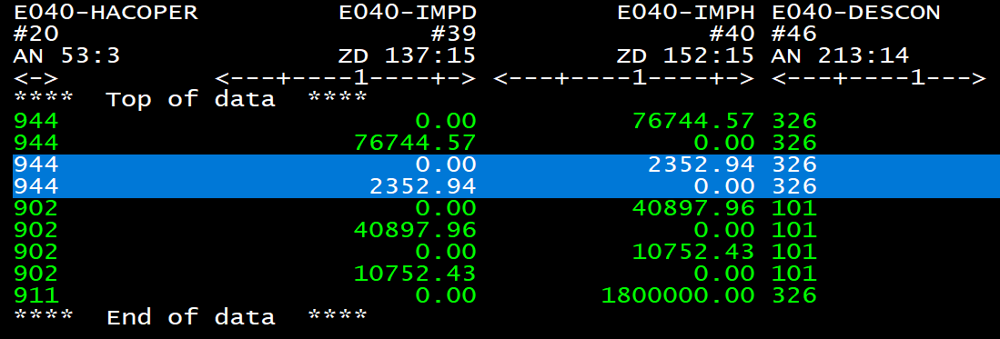 E040-HACOPER E040-IMPD E040-IMPH E040-DESCON
#20 #39 #40 #46
AN 53:3 ZD 137:15 ZD 152:15 AN 213:14
<-> <---+----1----+-> <---+----1----+-> <---+----1--->
**** Top of data ****
944 0.00 76744.57 326
944 76744.57 0.00 326
944 0.00 2352.94 326
944 2352.94 0.00 326
902 0.00 40897.96 101
902 40897.96 0.00 101
902 0.00 10752.43 101
902 10752.43 0.00 101
911 0.00 1800000.00 326
**** End of data ****